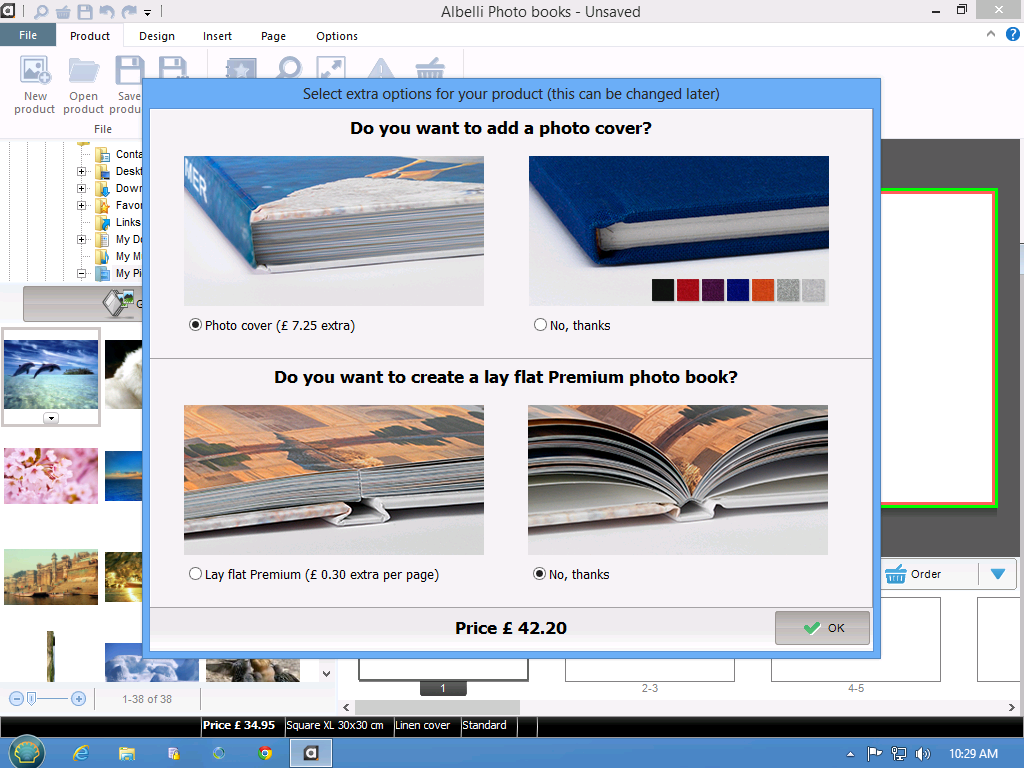 Albelli Photo books - Unsaved
File Product Design Insert Page Options
New product
Open product
Save
File
Select extra options for your product (this can be changed later)
Do you want to add a photo cover?
MER
Photo cover (£ 7.25 extra)
No, thanks
Do you want to create a lay flat Premium photo book?
Lay flat Premium (£ 0.30 extra per page)
No, thanks
Price £ 42.20
OK
Conta
Deskt
Down
Favor
Links
My Do
My Mu
My Pi
G
Order
1
2-3
4-5
1-38 of 38
Price £ 34.95 Square XL 30x30 cm Linen cover Standard
10:29 AM